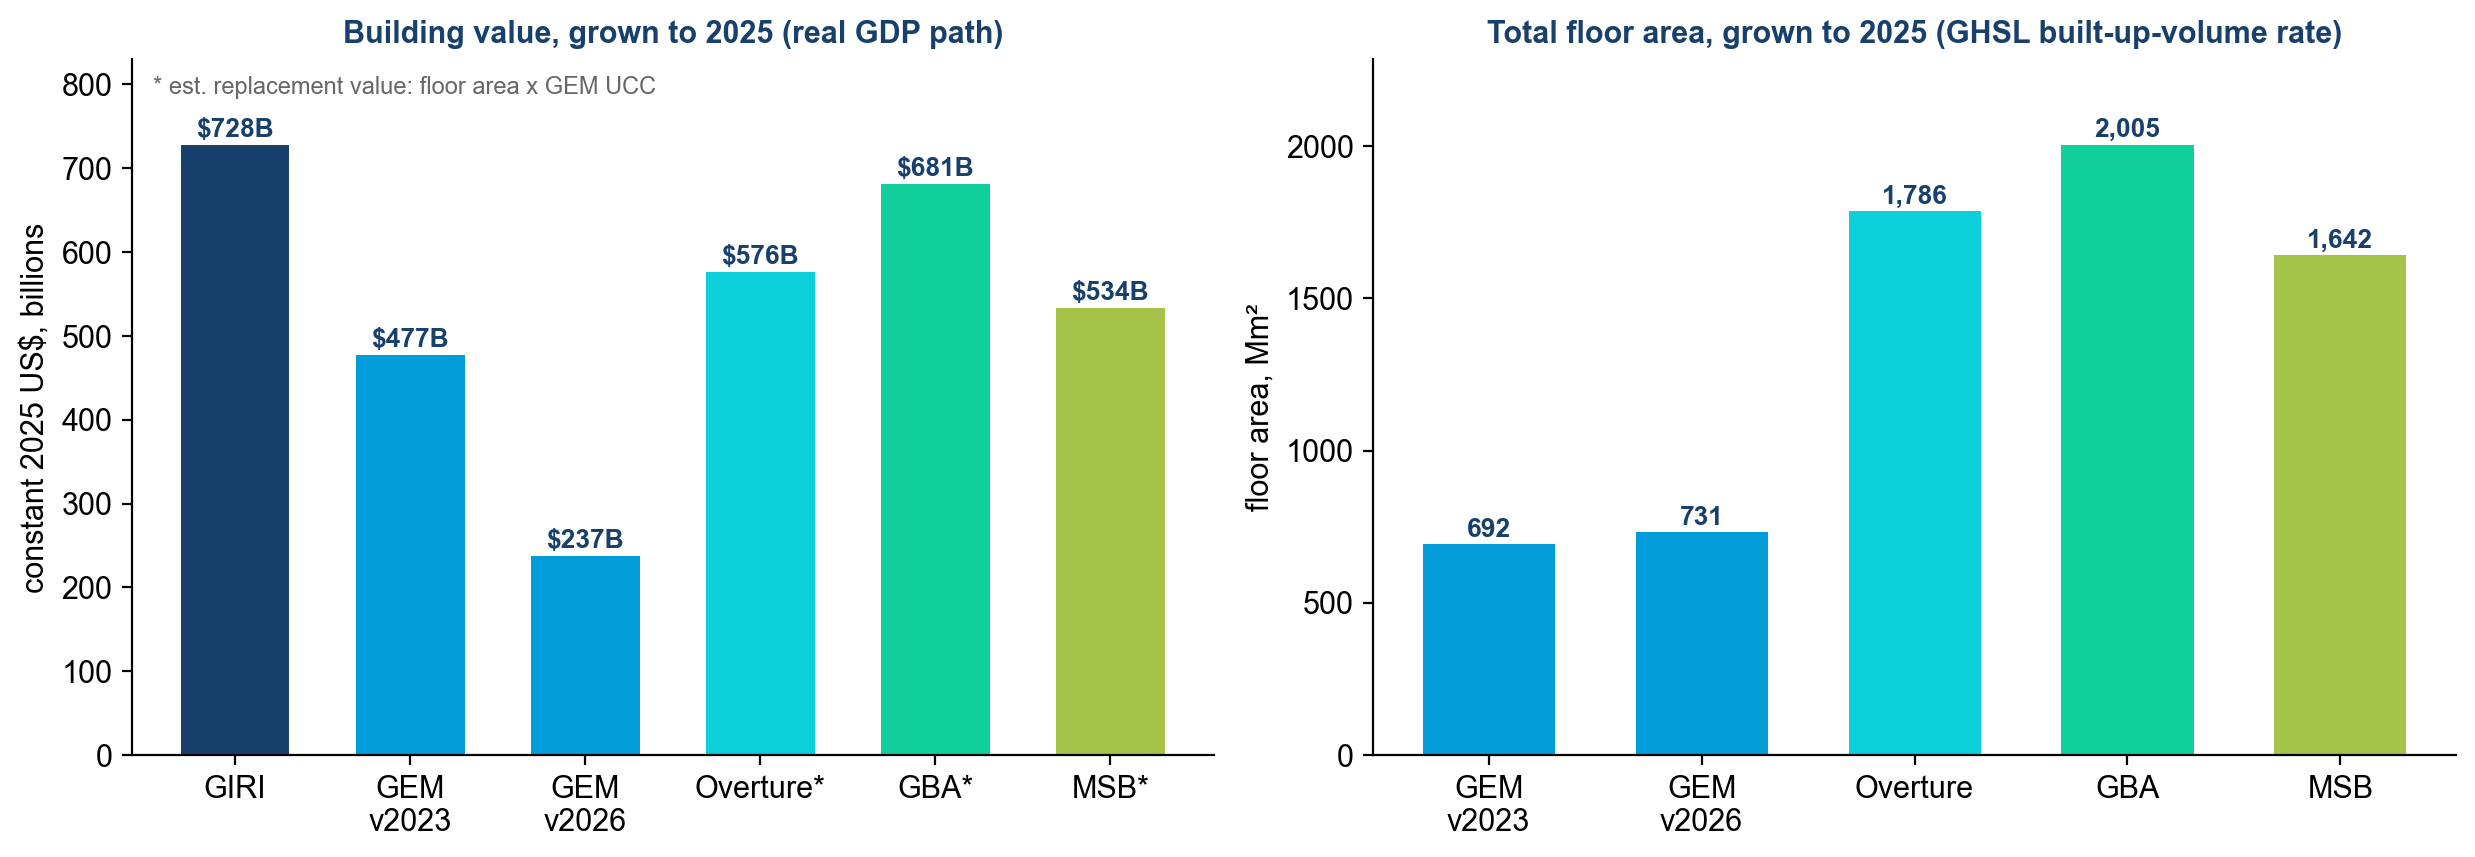 Building value, grown to 2025 (real GDP path)
* est. replacement value: floor area x GEM UCC
constant 2025 US$, billions
800
700
600
500
400
300
200
100
0
$728B
$477B
$237B
$576B
$681B
$534B
GIRI
GEM
v2023
GEM
v2026
Overture*
GBA*
MSB*
Total floor area, grown to 2025 (GHSL built-up-volume rate)
floor area, Mm²
2000
1500
1000
500
0
692
731
1,786
2,005
1,642
GEM
v2023
GEM
v2026
Overture
GBA
MSB